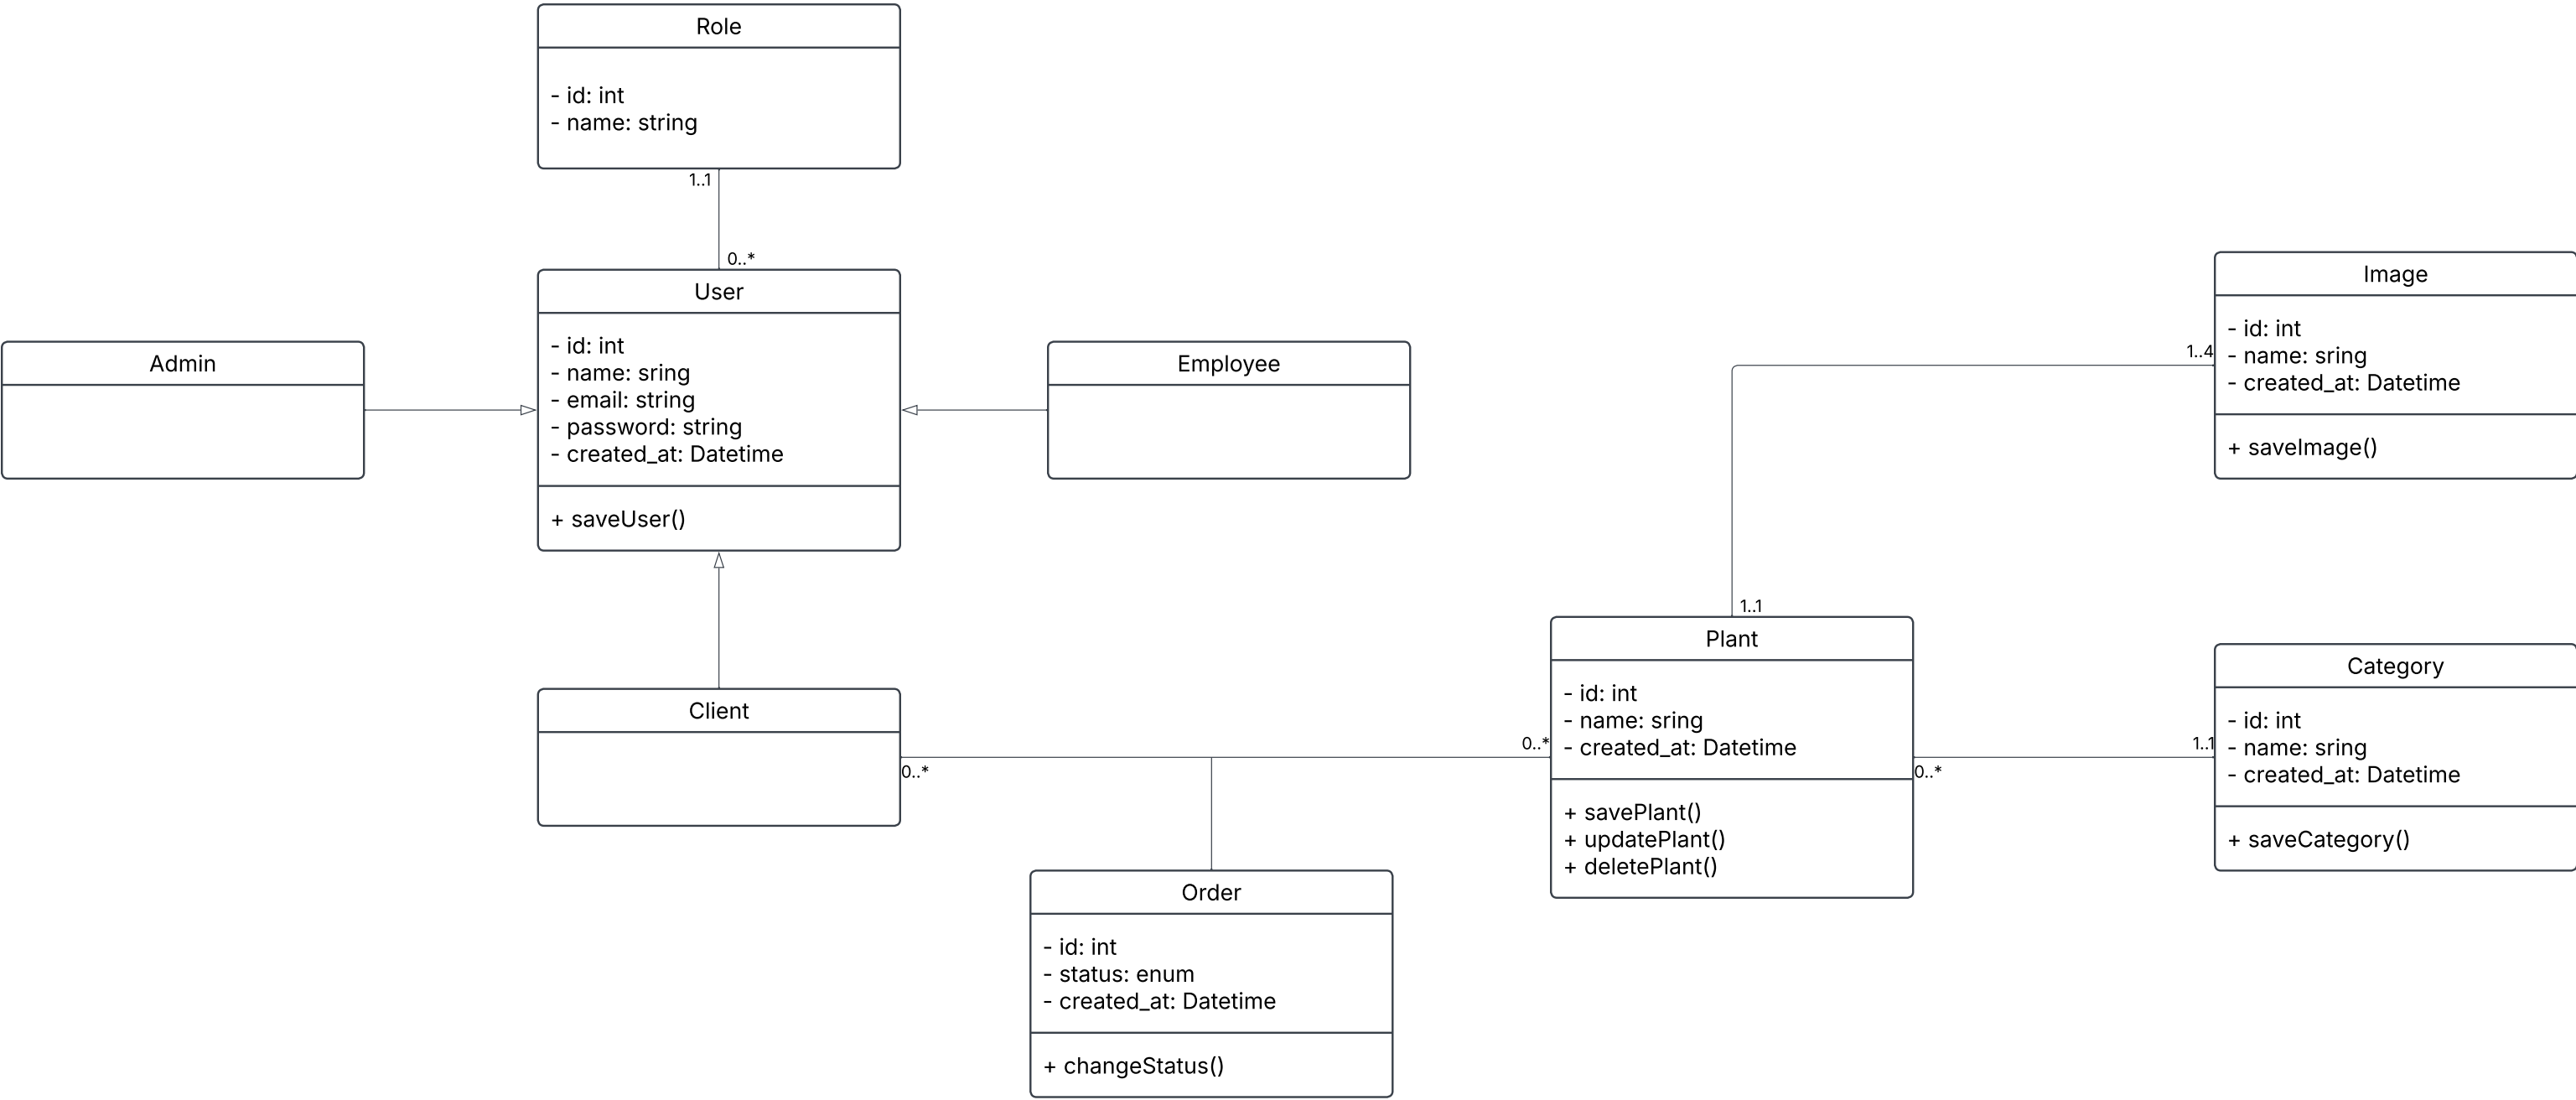 Role
- id: int
- name: string
1..1
0..*
User
- id: int
- name: sring
- email: string
- password: string
- created_at: Datetime
+ saveUser()
Admin
Employee
Client
0..*
0..*
Order
- id: int
- status: enum
- created_at: Datetime
+ changeStatus()
1..1
Plant
- id: int
- name: sring
- created_at: Datetime
+ savePlant()
+ updatePlant()
+ deletePlant()
1..4
Image
- id: int
- name: sring
- created_at: Datetime
+ saveImage()
0..*
1..1
Category
- id: int
- name: sring
- created_at: Datetime
+ saveCategory()